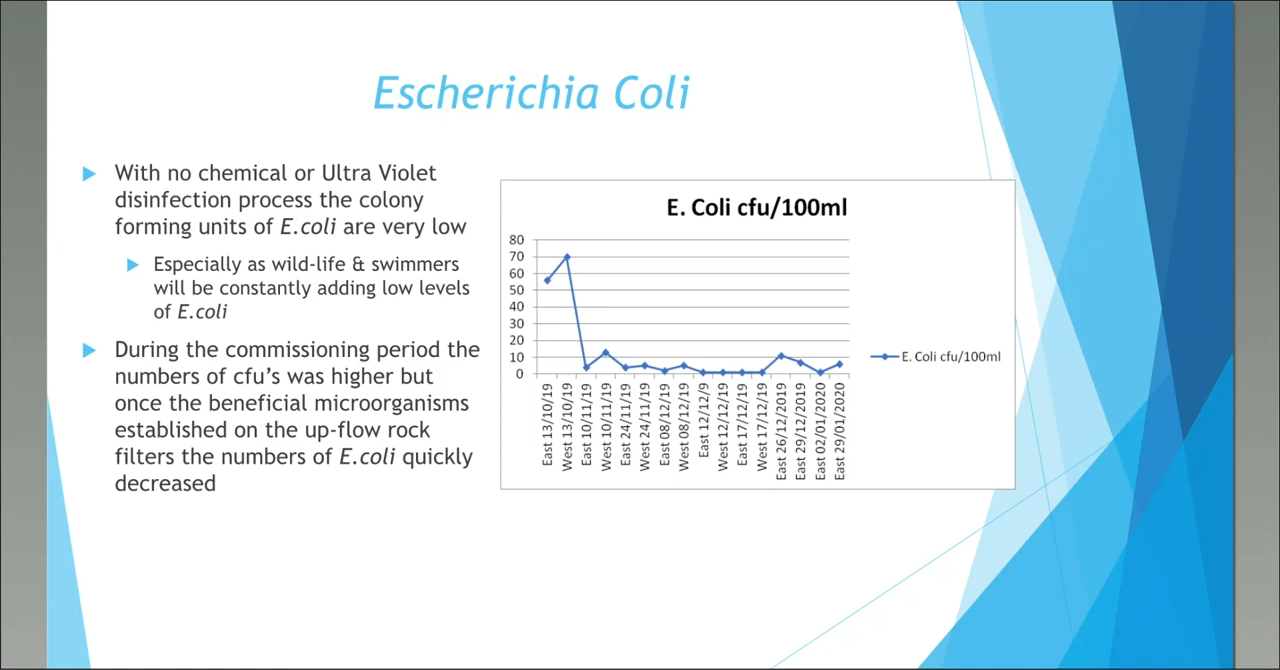 Escherichia Coli
With no chemical or Ultra Violet
disinfection process the colony
forming units of E.coli are very low
Especially as wild-life & swimmers
will be constantly adding low levels
of E.coli
During the commissioning period the
numbers of cfu's was higher but
once the beneficial microorganisms
established on the up-flow rock
filters the numbers of E.coli quickly
decreased
E. Coli cfu/100ml
80
70
60
50
40
30
20
10
0
East 13/10/19
West 13/10/19
East 10/11/19
West 10/11/19
East 24/11/19
West 24/11/19
East 08/12/19
West 08/12/19
East 12/12/9
West 12/12/19
East 17/12/19
West 17/12/19
East 26/12/2019
East 29/12/2019
East 02/01/2020
East 29/01/2020
E. Coli cfu/100ml